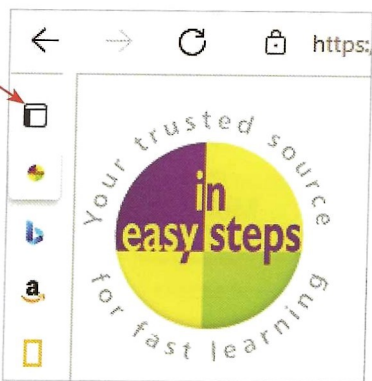 https:/
Your trusted source
in
easy steps
for fast learning
a